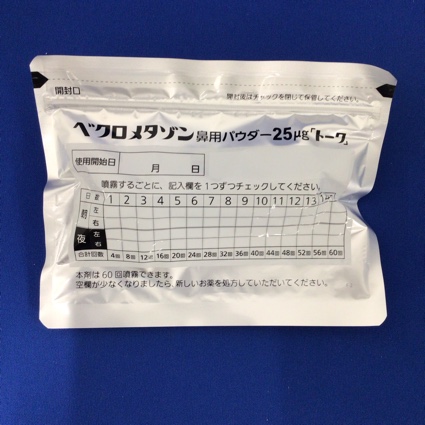 開封口
開封後はチャックを閉じて保管してください。
ベクロメタゾン鼻用パウダー25μg「トーワ」
使用開始日 月 日
噴霧するごとに、記入欄を1つずつチェックしてください。
日数 1 2 3 4 5 6 7 8 9 10 11 12 13
朝 左
右
夜 左
右
合計回数 4回 8回 12回 16回 20回 24回 28回 32回 36回 40回 44回 48回 52回 56回 60回
本剤は60回噴霧できます。
空欄が少なくなりましたら、新しいお薬を処方していただいてください。